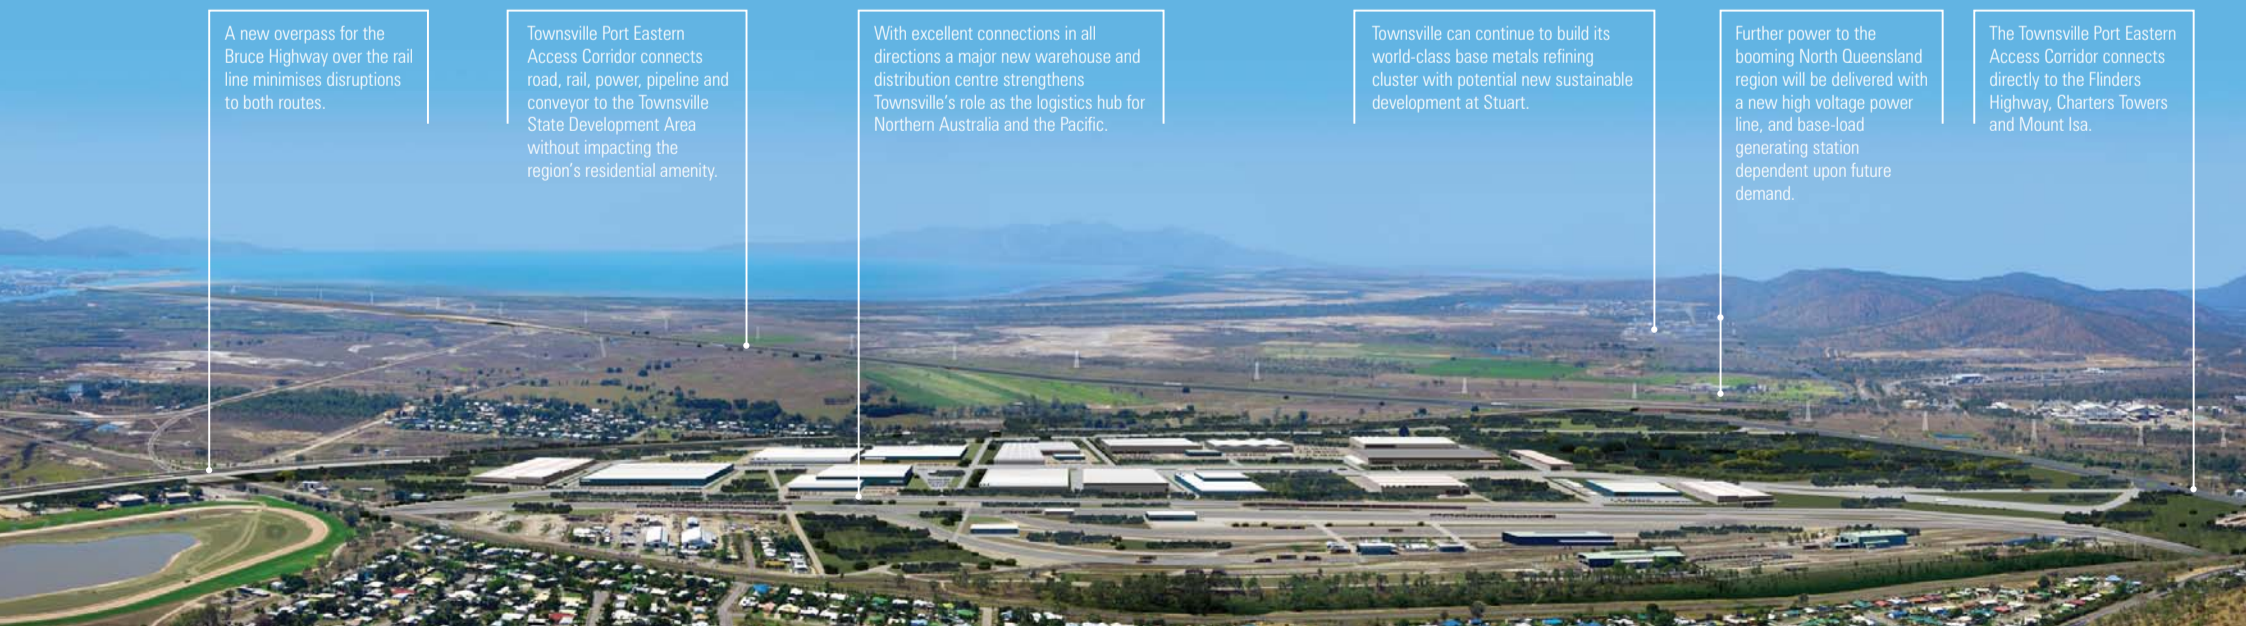 A new overpass for the
Bruce Highway over the rail
line minimises disruptions
to both routes.
Townsville Port Eastern
Access Corridor connects
road, rail, power, pipeline and
conveyor to the Townsville
State Development Area
without impacting the
region's residential amenity.
With excellent connections in all
directions a major new warehouse and
distribution centre strengthens
Townsville's role as the logistics hub for
Northern Australia and the Pacific.
Townsville can continue to build its
world-class base metals refining
cluster with potential new sustainable
development at Stuart.
Further power to the
booming North Queensland
region will be delivered with
a new high voltage power
line, and base-load
generating station
dependent upon future
demand.
The Townsville Port Eastern
Access Corridor connects
directly to the Flinders
Highway, Charters Towers
and Mount Isa.